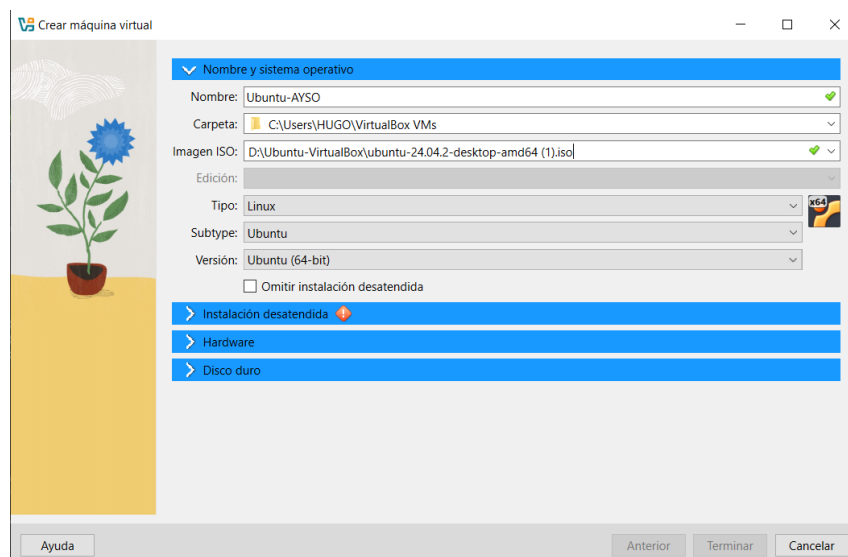 Crear máquina virtual
Nombre y sistema operativo
Nombre: Ubuntu-AYSO
Carpeta: C:\Users\HUGO\VirtualBox VMs
Imagen ISO: D:\Ubuntu-VirtualBox\ubuntu-24.04.2-desktop-amd64 (1).iso
Edición:
Tipo: Linux
x64
Subtype: Ubuntu
Versión: Ubuntu (64-bit)
Omitir instalación desatendida
Instalación desatendida
Hardware
Disco duro
Ayuda Anterior Terminar Cancelar